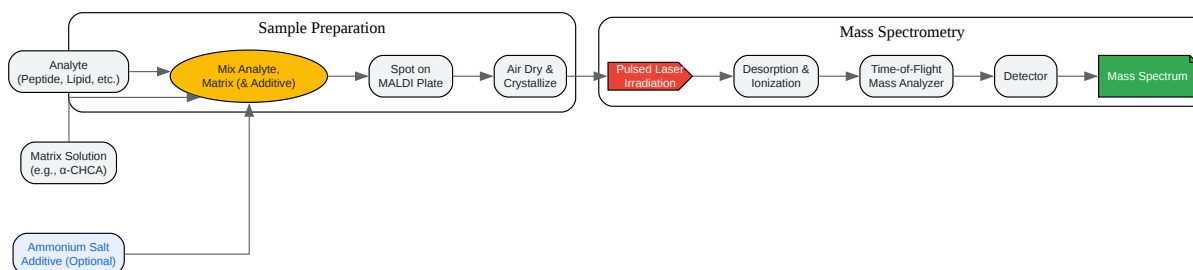 Sample Preparation
Mass Spectrometry
Analyte
(Peptide, Lipid, etc.)
Mix Analyte,
Matrix (& Additive)
Spot on
MALDI Plate
Air Dry &
Crystallize
Pulsed Laser
Irradiation
Desorption &
Ionization
Time-of-Flight
Mass Analyzer
Detector
Mass Spectrum
Matrix Solution
(e.g., α-CHCA)
Ammonium Salt
Additive (Optional)